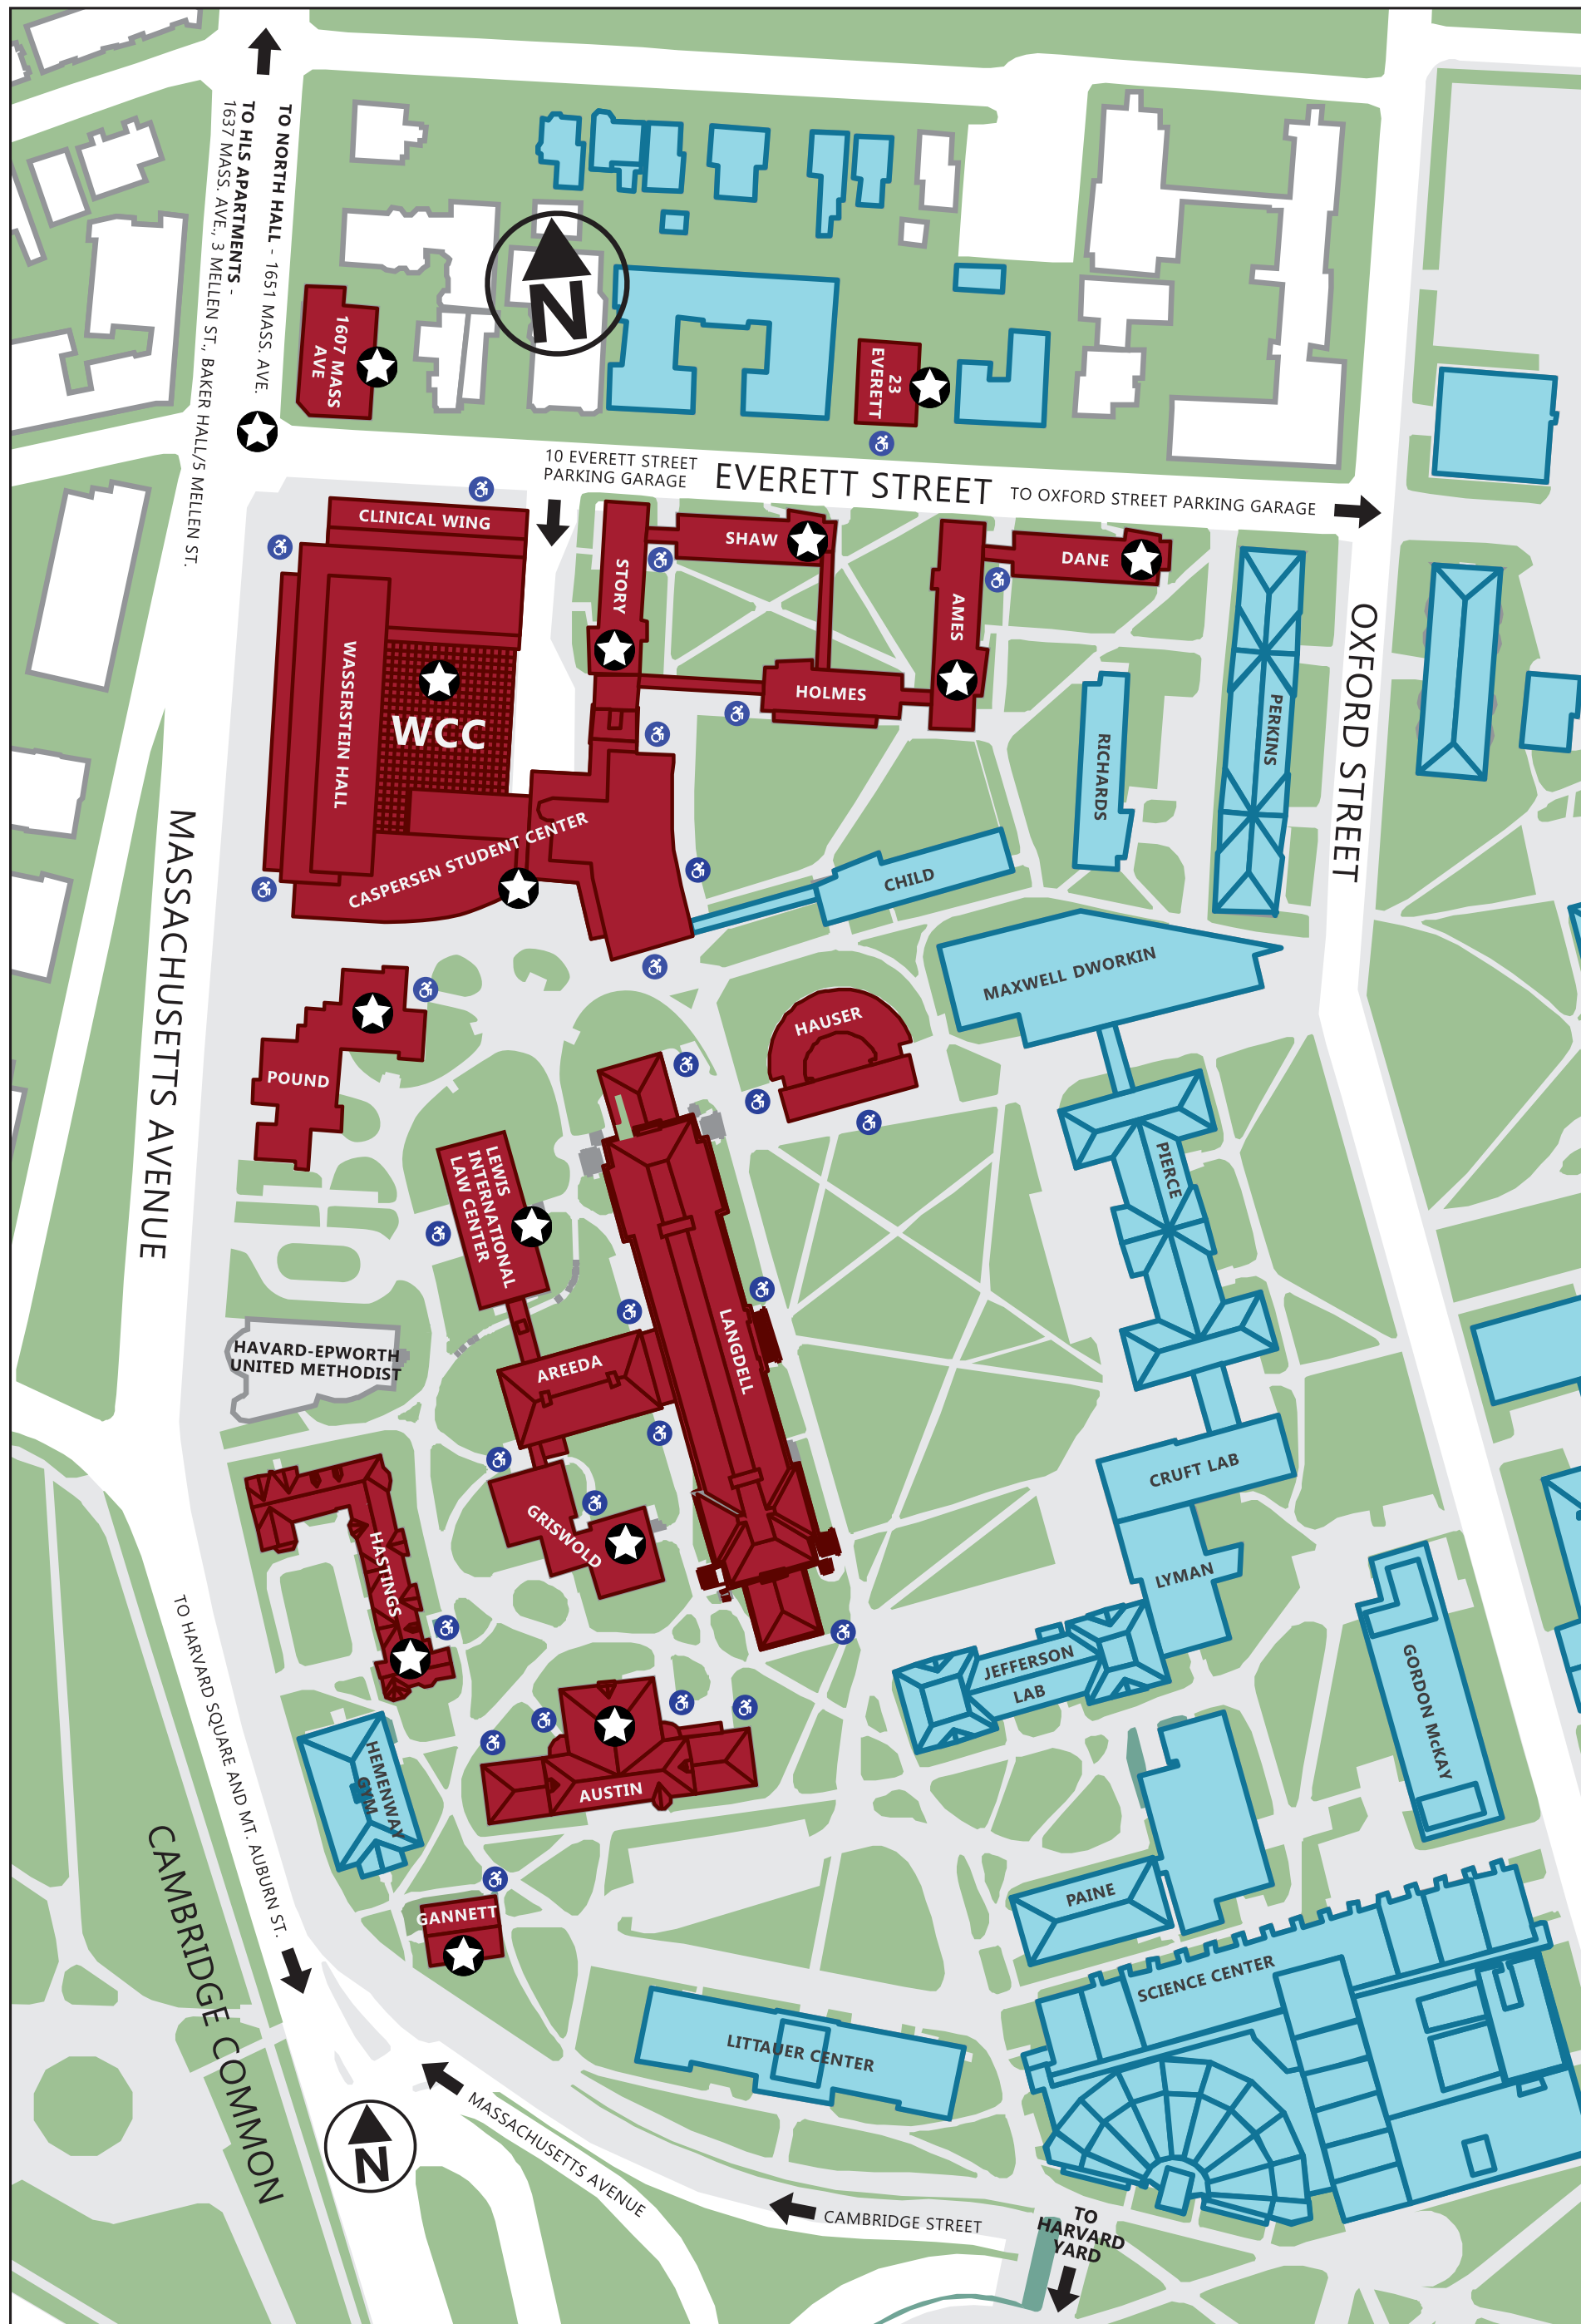 TO NORTH HALL - 1651 MASS. AVE.
TO HLS APARTMENTS -
1637 MASS. AVE., 3 MELLEN ST., BAKER HALL/5 MELLEN ST.
N
1607 MASS
AVE
23
EVERETT
10 EVERETT STREET
PARKING GARAGE
EVERETT STREET
TO OXFORD STREET PARKING GARAGE
CLINICAL WING
WASSERSTEIN HALL
WCC
CASPERSEN STUDENT CENTER
STORY
SHAW
HOLMES
AMES
DANE
RICHARDS
PERKINS
OXFORD STREET
CHILD
MAXWELL DWORKIN
MASSACHUSETTS AVENUE
POUND
HAUSER
PIERCE
LEWIS
INTERNATIONAL
LAW CENTER
LANGDELL
AREEDA
HAVARD-EPWORTH
UNITED METHODIST
CRUFT LAB
GRISWOLD
HASTINGS
LYMAN
JEFFERSON
LAB
GORDON McKAY
TO HARVARD SQUARE AND MT. AUBURN ST.
HEMENWAY
GYM
AUSTIN
GANNETT
PAINE
SCIENCE CENTER
CAMBRIDGE COMMON
LITTAUER CENTER
N
MASSACHUSETTS AVENUE
CAMBRIDGE STREET
TO
HARVARD
YARD